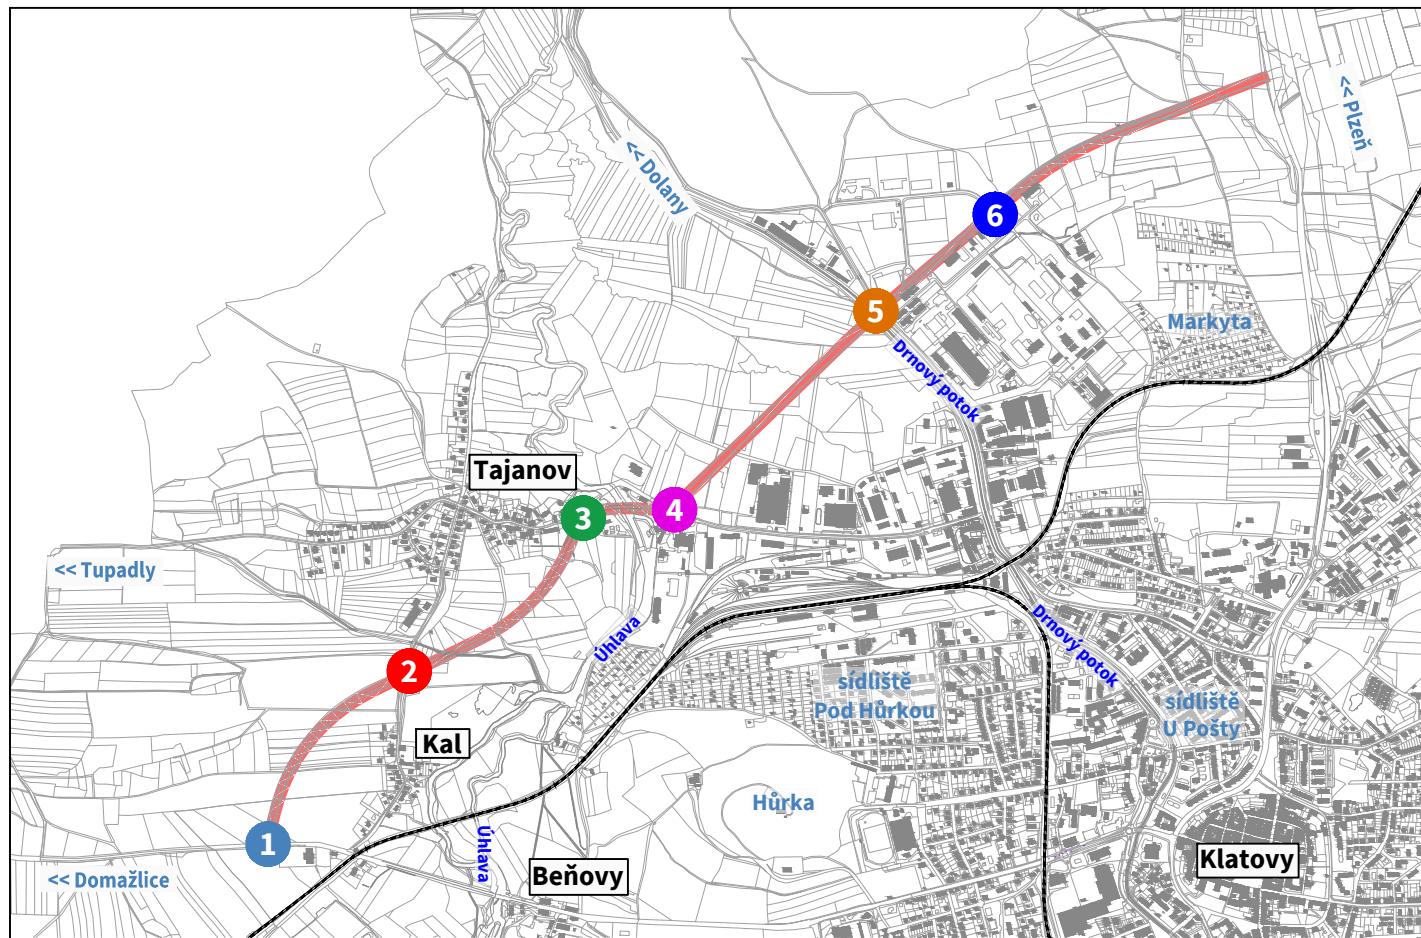 << Plzeň
<< Dolany
6
5
Markyta
Drnový potok
Tajanov
3
4
<< Tupadly
Úhlava
Drnový potok
2
sídliště
Pod Hůrkou
sídliště
U Pošty
Kal
Hůrka
1
Úhlava
Klatovy
Beňovy
<< Domažlice